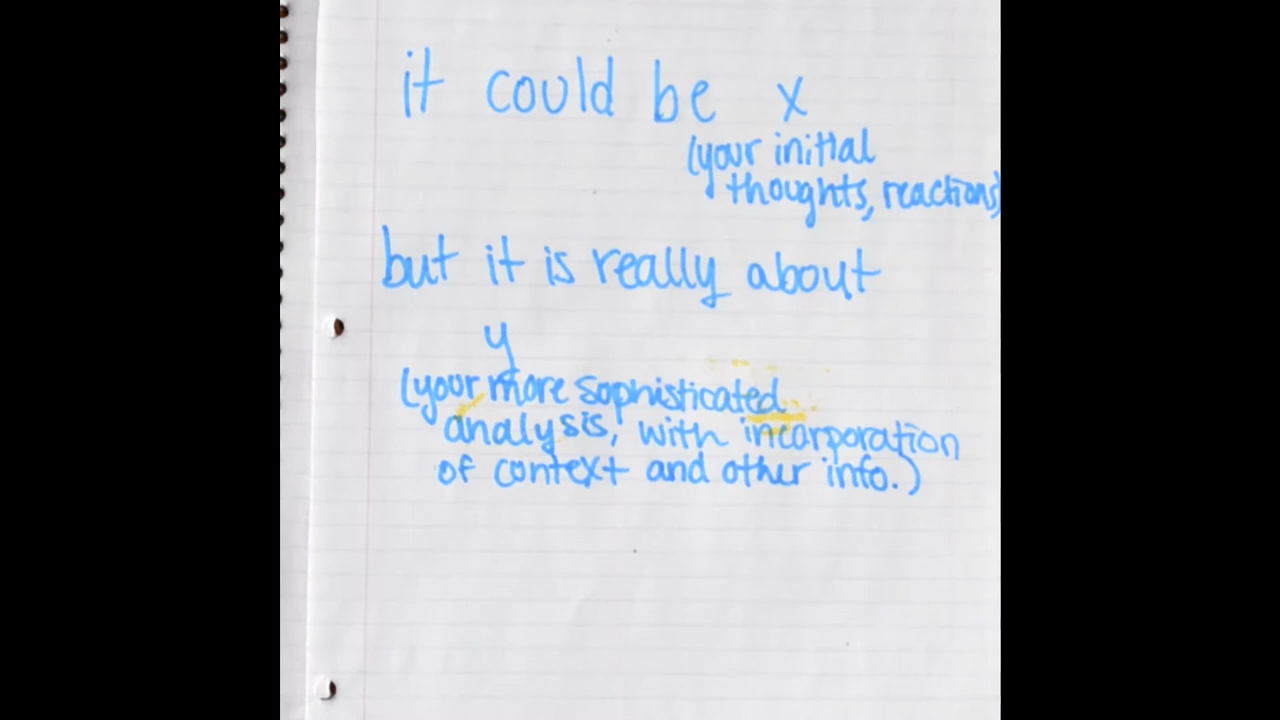 it could be x
(your initial
thoughts, reactions)
but it is really about
y
(your more sophisticated
analysis, with incorporation
of context and other info.)